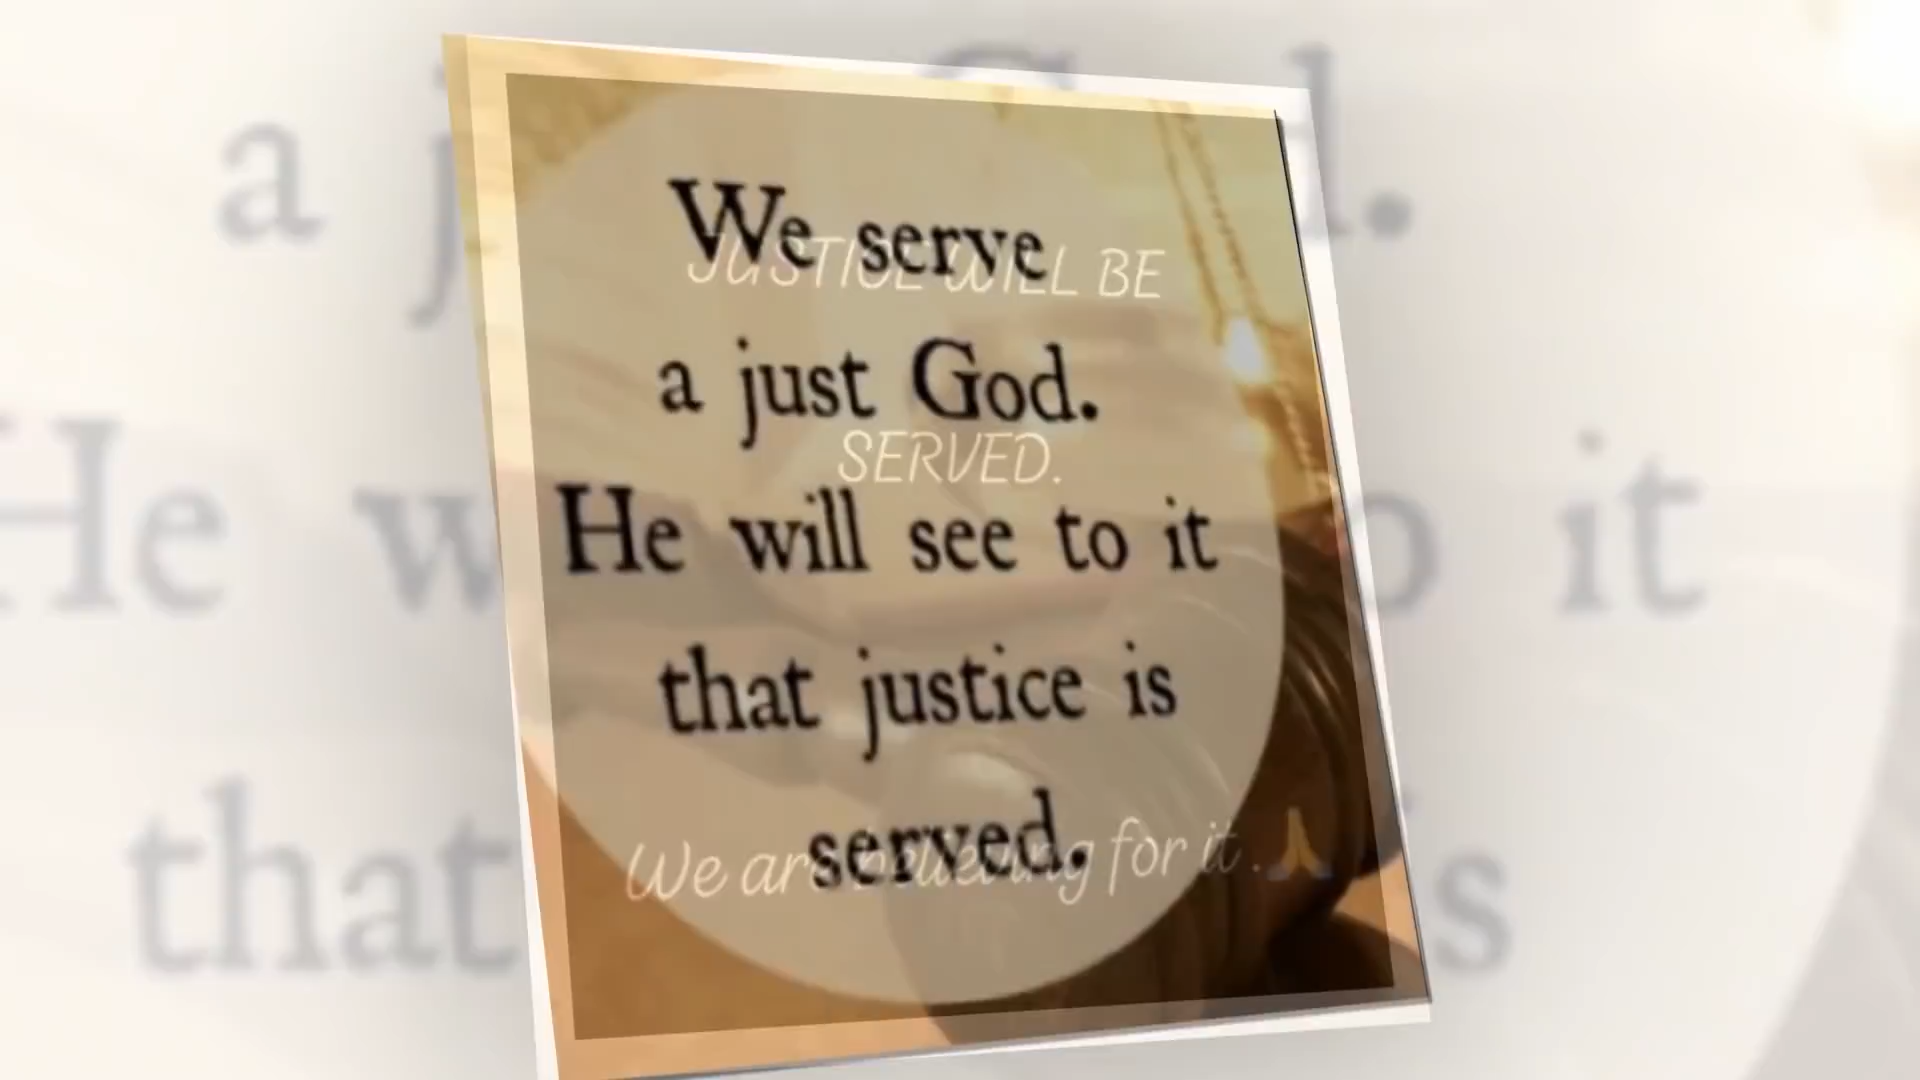 We serve
JUSTICE WILL BE
a just God.
SERVED.
He will see to it
that justice is
served.
We are believing for it. 🙏